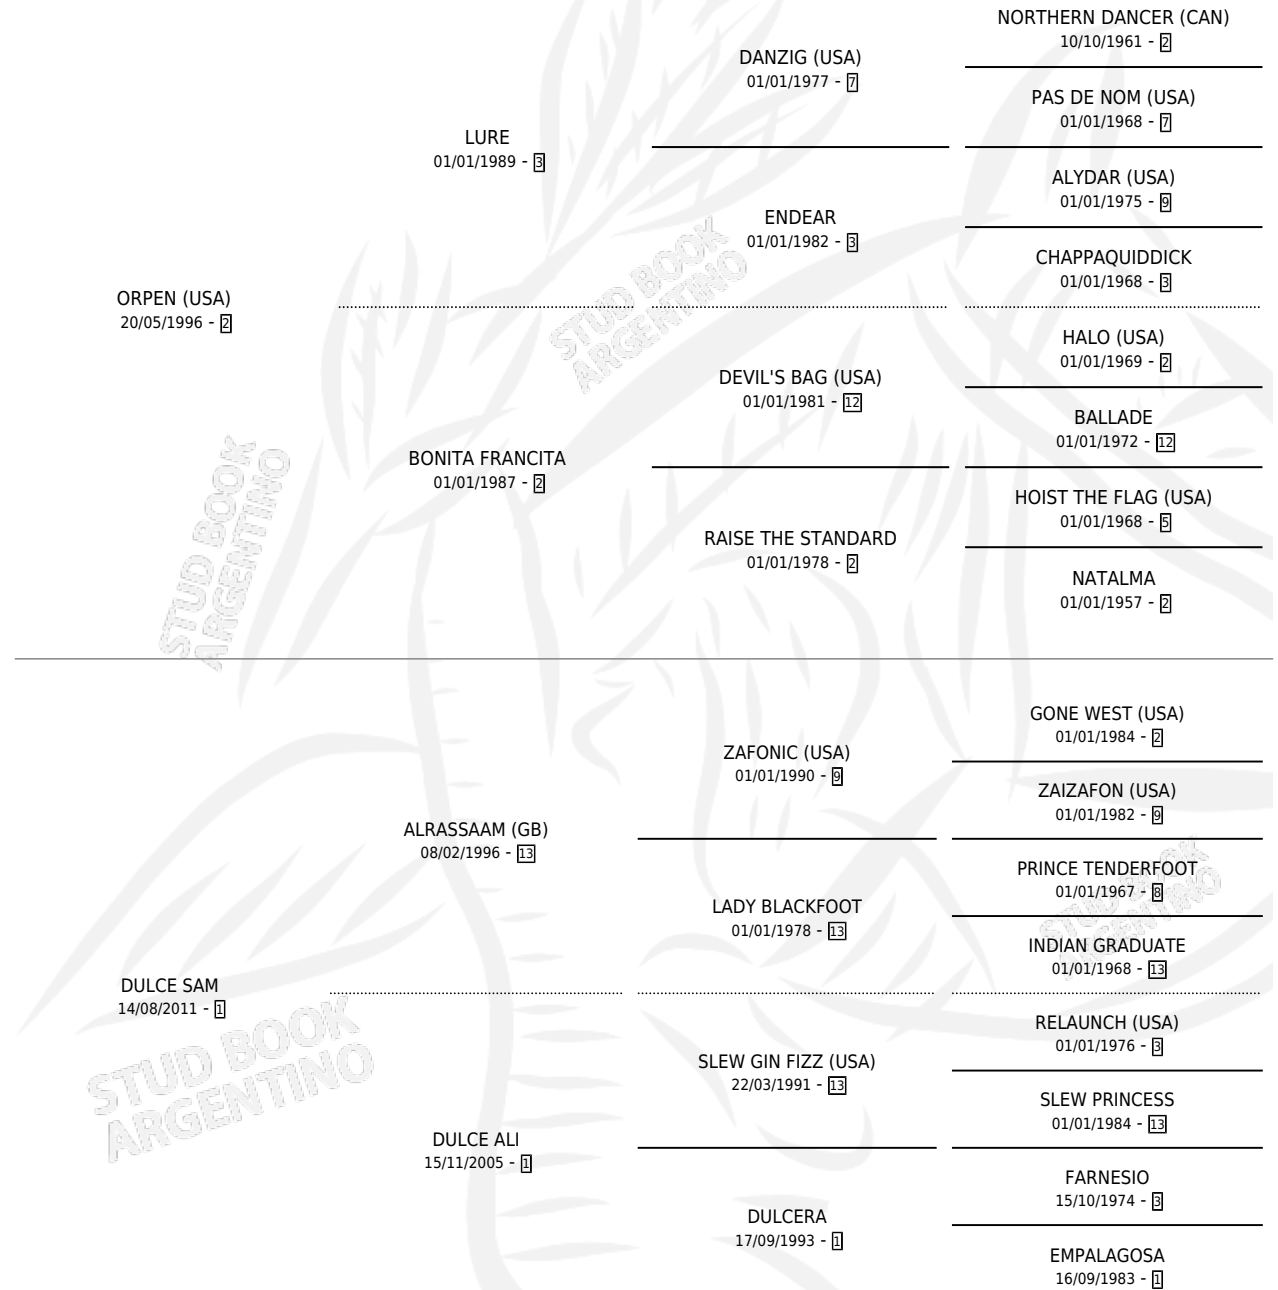 NORTHERN DANCER (CAN)
10/10/1961 - 2
DANZIG (USA)
01/01/1977 - 7
PAS DE NOM (USA)
01/01/1968 - 7
LURE
01/01/1989 - 3
ALYDAR (USA)
01/01/1975 - 9
ENDEAR
01/01/1982 - 3
CHAPPAQUIDDICK
01/01/1968 - 3
ORPEN (USA)
20/05/1996 - 2
HALO (USA)
01/01/1969 - 2
DEVIL'S BAG (USA)
01/01/1981 - 12
BALLADE
01/01/1972 - 12
BONITA FRANCITA
01/01/1987 - 2
HOIST THE FLAG (USA)
01/01/1968 - 5
RAISE THE STANDARD
01/01/1978 - 2
NATALMA
01/01/1957 - 2
STUD BOOK
ARGENTINO
STUD BOOK
ARGENTINO
GONE WEST (USA)
01/01/1984 - 2
ZAFONIC (USA)
01/01/1990 - 9
ZAIZAFON (USA)
01/01/1982 - 9
ALRASSAAM (GB)
08/02/1996 - 13
PRINCE TENDERFOOT
01/01/1967 - 8
LADY BLACKFOOT
01/01/1978 - 13
INDIAN GRADUATE
01/01/1968 - 13
DULCE SAM
14/08/2011 - 1
RELAUNCH (USA)
01/01/1976 - 3
SLEW GIN FIZZ (USA)
22/03/1991 - 13
SLEW PRINCESS
01/01/1984 - 13
DULCE ALI
15/11/2005 - 1
FARNESIO
15/10/1974 - 3
DULCERA
17/09/1993 - 1
EMPALAGOSA
16/09/1983 - 1
STUD BOOK
ARGENTINO
STUD BOOK
ARGENTINO